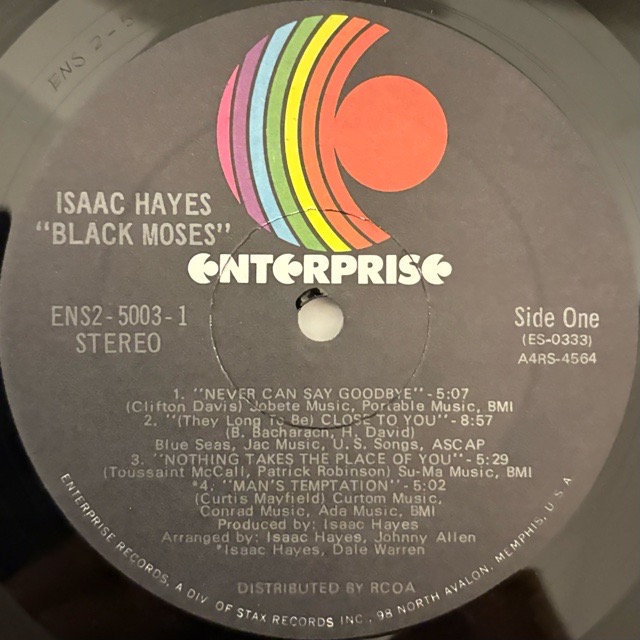 ENS 2-5
ISAAC HAYES
"BLACK MOSES"
ENTERPRISE
ENS2-5003-1
STEREO
Side One
(ES-0333)
A4RS-4564
1. "NEVER CAN SAY GOODBYE" - 5:07
(Clifton Davis) Jobete Music, Portable Music, BMI
2. "(They Long To Be) CLOSE TO YOU" - 8:57
(B. Bacharach, H. David)
Blue Seas, Jac Music, U.S. Songs, ASCAP
3. "NOTHING TAKES THE PLACE OF YOU" - 5:29
(Toussaint McCall, Patrick Robinson) Su-Ma Music, BMI
*4. "MAN'S TEMPTATION" - 5:02
(Curtis Mayfield) Curtom Music,
Conrad Music, Ada Music, BMI
Produced by: Isaac Hayes
Arranged by: Isaac Hayes, Johnny Allen
*Isaac Hayes, Dale Warren
DISTRIBUTED BY RCOA
ENTERPRISE RECORDS, A DIV. OF STAX RECORDS INC., 98 NORTH AVALON, MEMPHIS, U.S.A